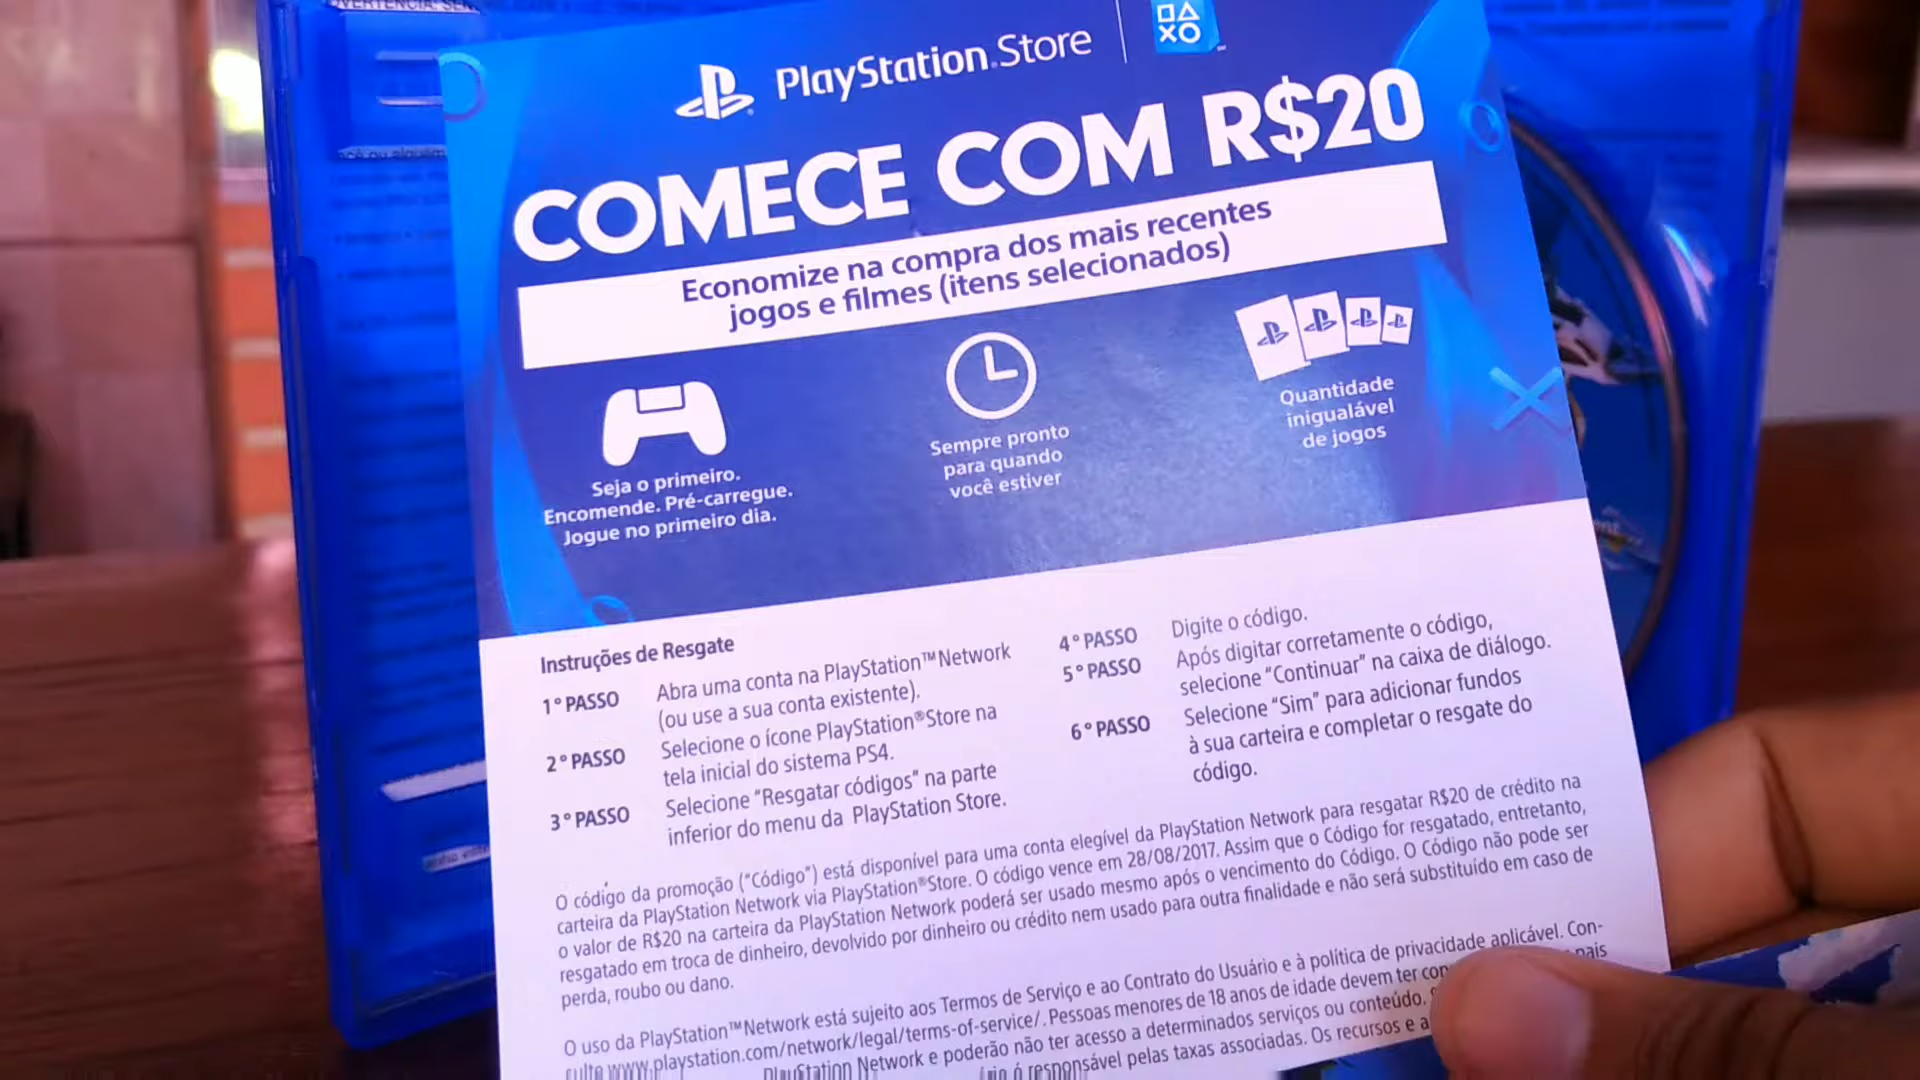 PlayStation.Store
COMECE COM R$20
Economize na compra dos mais recentes
jogos e filmes (itens selecionados)
Seja o primeiro.
Encomende. Pré-carregue.
Jogue no primeiro dia.
Sempre pronto
para quando
você estiver
Quantidade
inigualável
de jogos
Instruções de Resgate
1º PASSO Abra uma conta na PlayStation™Network
(ou use a sua conta existente).
2º PASSO Selecione o ícone PlayStation®Store na
tela inicial do sistema PS4.
3º PASSO Selecione “Resgatar códigos” na parte
inferior do menu da PlayStation Store.
4º PASSO Digite o código.
5º PASSO Após digitar corretamente o código,
selecione “Continuar” na caixa de diálogo.
6º PASSO Selecione “Sim” para adicionar fundos
à sua carteira e completar o resgate do
código.
O código da promoção (“Código”) está disponível para uma conta elegível da PlayStation Network para resgatar R$20 de crédito na
carteira da PlayStation Network via PlayStation®Store. O código vence em 28/08/2017. Assim que o Código for resgatado, entretanto,
o valor de R$20 na carteira da PlayStation Network poderá ser usado mesmo após o vencimento do Código. O Código não pode ser
resgatado em troca de dinheiro, devolvido por dinheiro ou crédito nem usado para outra finalidade e não será substituído em caso de
perda, roubo ou dano.
O uso da PlayStation™Network está sujeito aos Termos de Serviço e ao Contrato do Usuário e à política de privacidade aplicável. Con-
sulte www.playstation.com/network/legal/terms-of-service/. Pessoas menores de 18 anos de idade devem ter pais
PlayStation Network e poderão não ter acesso a determinados serviços ou conteúdo.
é responsável pelas taxas associadas. Os recursos e a